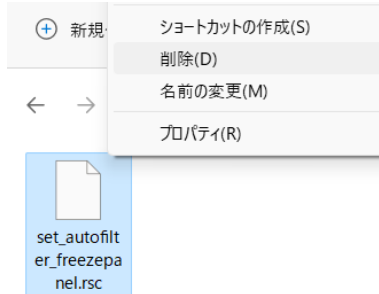 新規
ショートカットの作成(S)
削除(D)
名前の変更(M)
プロパティ(R)
set_autofilt
er_freezepa
nel.rsc